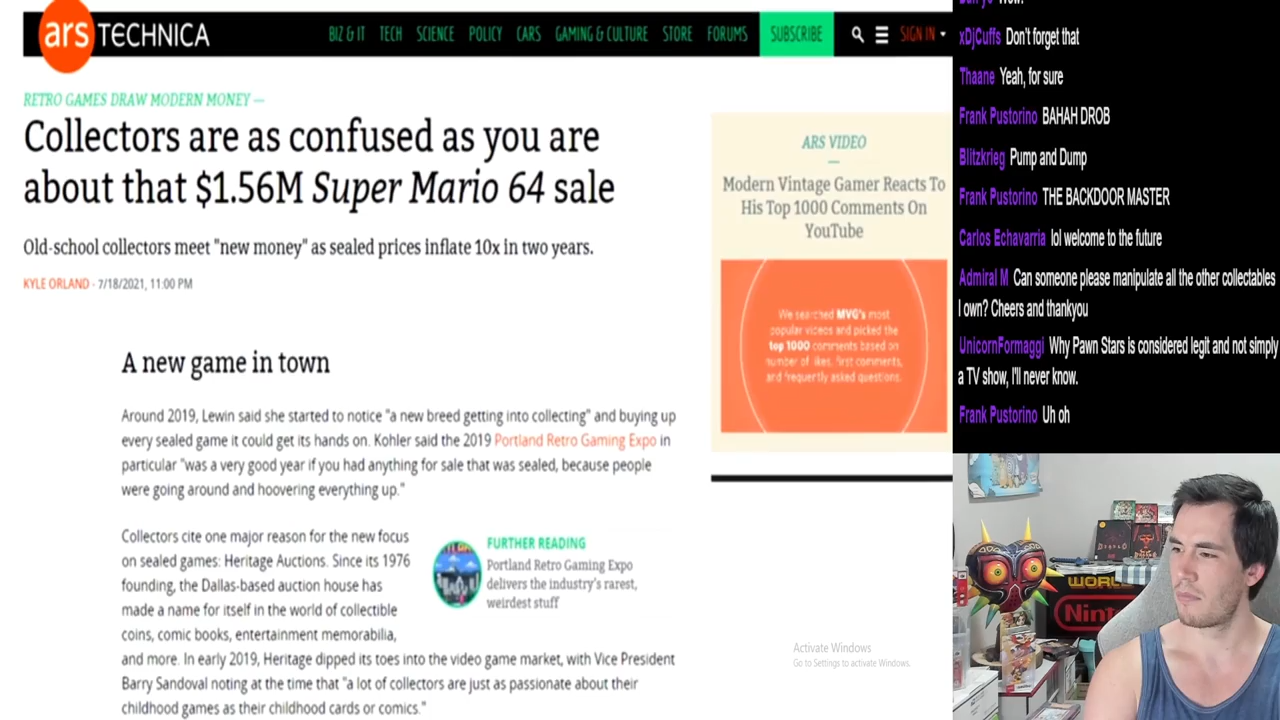 ars TECHNICA
BIZ & IT TECH SCIENCE POLICY CARS GAMING & CULTURE STORE FORUMS SUBSCRIBE SIGN IN
RETRO GAMES DRAW MODERN MONEY —
Collectors are as confused as you are
about that $1.56M Super Mario 64 sale
Old-school collectors meet "new money" as sealed prices inflate 10x in two years.
KYLE ORLAND - 7/18/2021, 11:00 PM
A new game in town
Around 2019, Lewin said she started to notice "a new breed getting into collecting" and buying up
every sealed game it could get its hands on. Kohler said the 2019 Portland Retro Gaming Expo in
particular "was a very good year if you had anything for sale that was sealed, because people
were going around and hoovering everything up."
Collectors cite one major reason for the new focus
on sealed games: Heritage Auctions. Since its 1976
founding, the Dallas-based auction house has
made a name for itself in the world of collectible
coins, comic books, entertainment memorabilia,
and more. In early 2019, Heritage dipped its toes into the video game market, with Vice President
Barry Sandoval noting at the time that "a lot of collectors are just as passionate about their
childhood games as their childhood cards or comics."
FURTHER READING
Portland Retro Gaming Expo
delivers the industry's rarest,
weirdest stuff
ARS VIDEO
Modern Vintage Gamer Reacts To
His Top 1000 Comments On
YouTube
We searched MVG's most
popular videos and picked the
top 1000 comments based on
number of likes, first comments,
and frequently asked questions.
Activate Windows
Go to Settings to activate Windows.
xDjCuffs Don't forget that
Thaane Yeah, for sure
Frank Pustorino BAHAH DROB
Blitzkrieg Pump and Dump
Frank Pustorino THE BACKDOOR MASTER
Carlos Echavarria lol welcome to the future
Admiral M Can someone please manipulate all the other collectables
I own? Cheers and thankyou
UnicornFormaggi Why Pawn Stars is considered legit and not simply
a TV show, I'll never know.
Frank Pustorino Uh oh
DIABLO
WORL
Nin